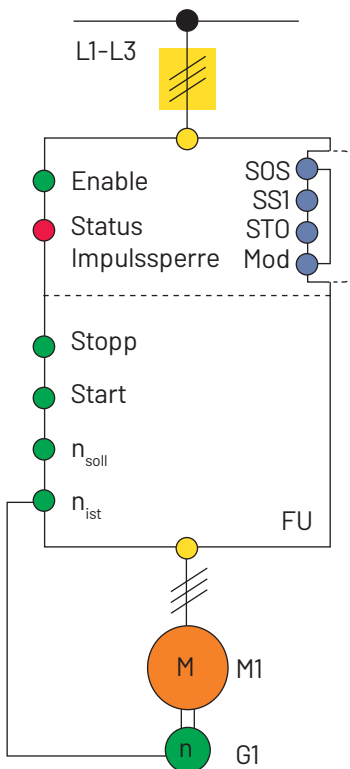 L1-L3
Enable
Status
Impulssperre
SOS
SS1
STO
Mod
Stopp
Start
nsoll
nist
FU
M
M1
n
G1